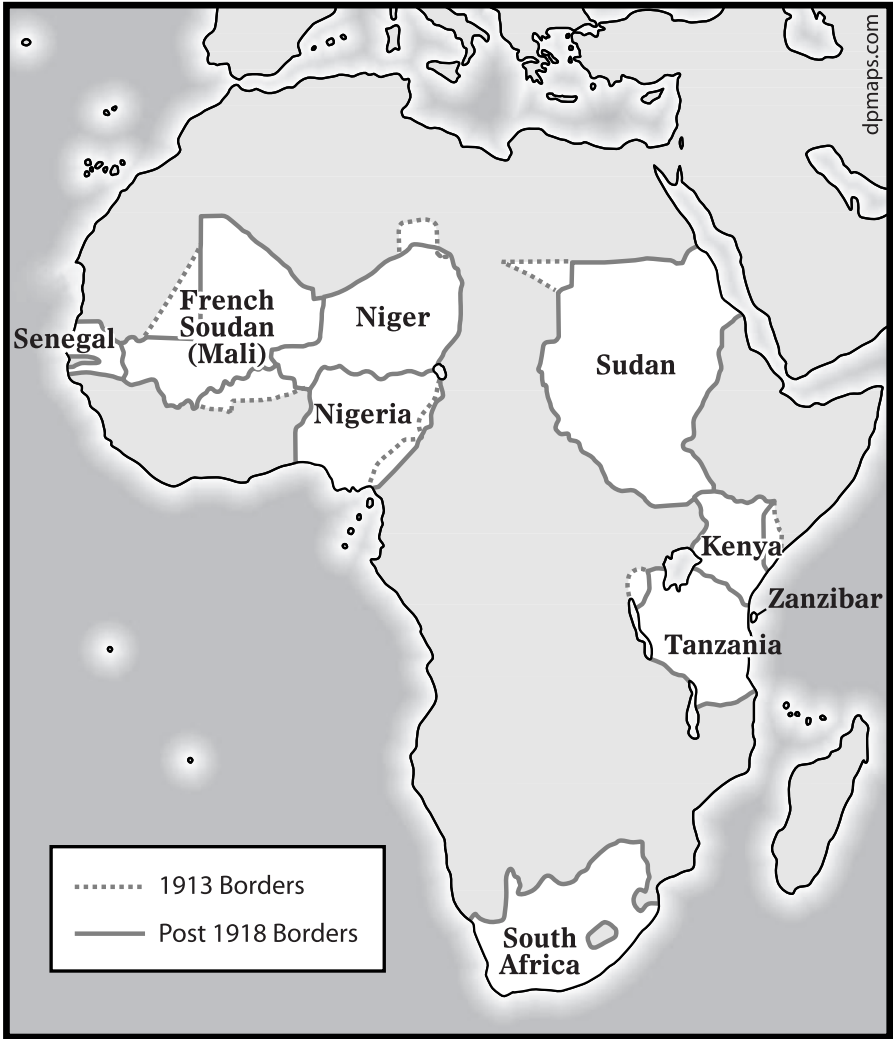 dpmaps.com
French
Soudan
(Mali)
Niger
Senegal
Sudan
Nigeria
Kenya
Zanzibar
Tanzania
1913 Borders
Post 1918 Borders
South
Africa